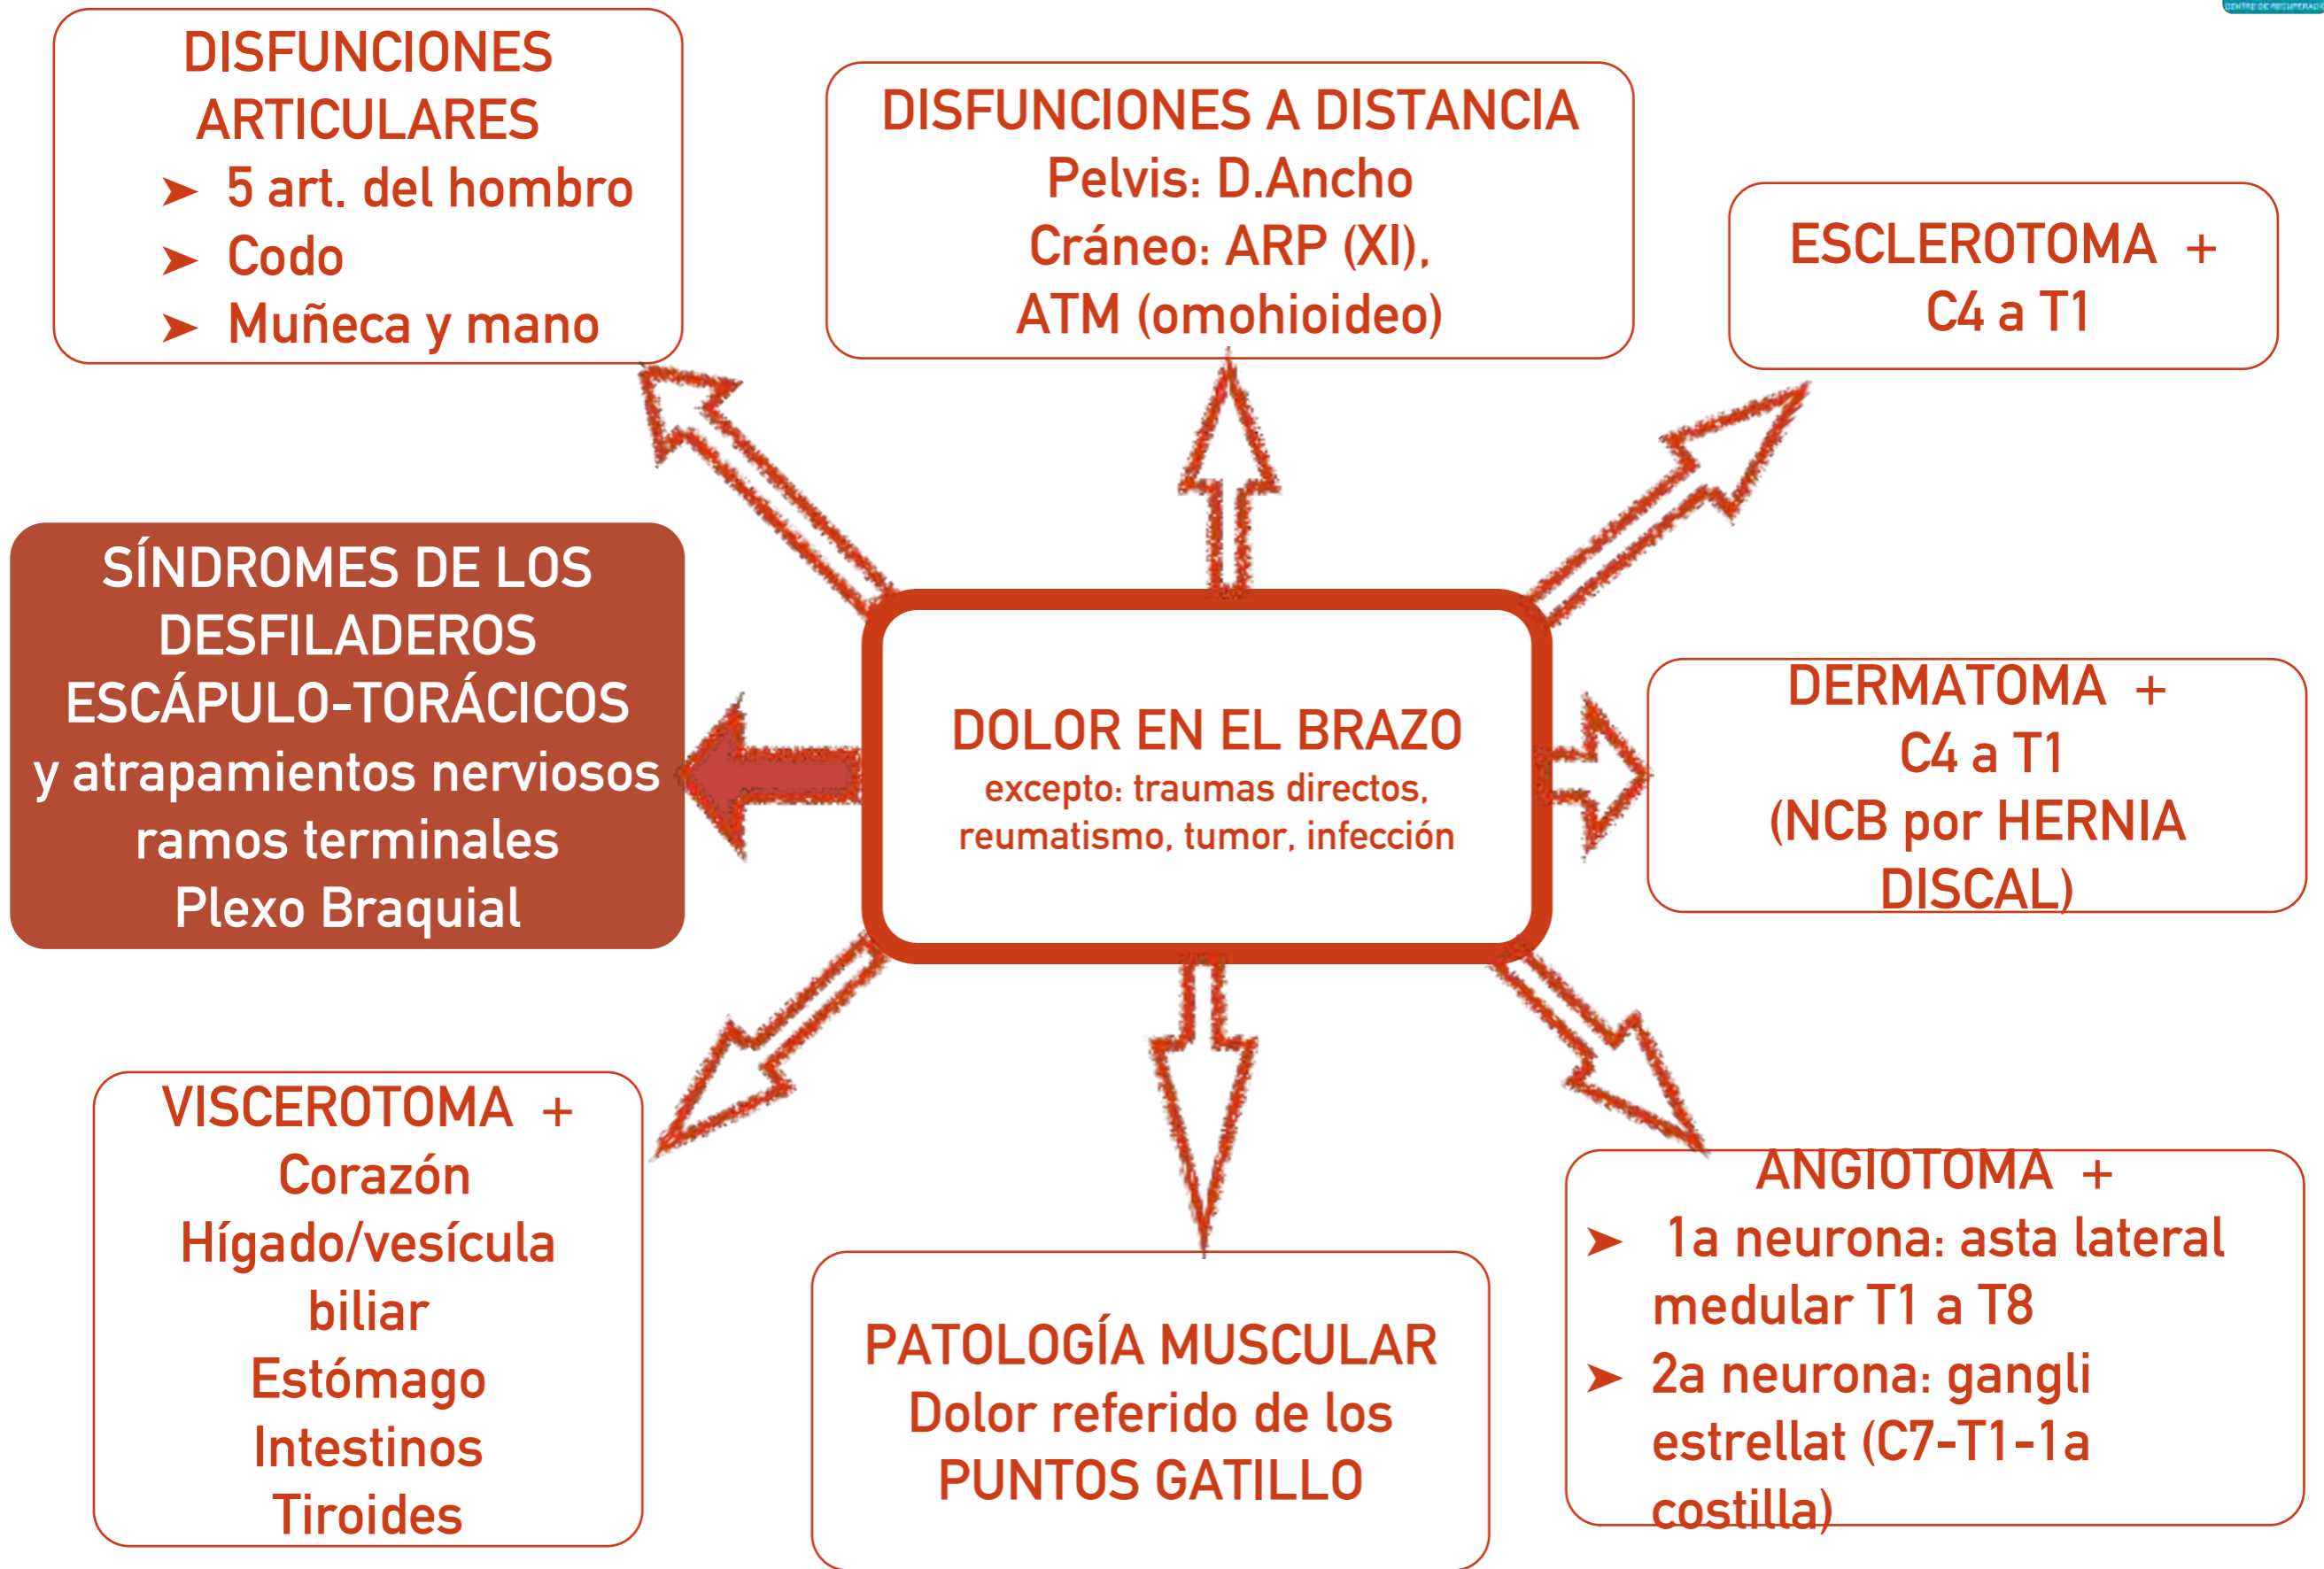 DISFUNCIONES
ARTICULARES
➤ 5 art. del hombro
➤ Codo
➤ Muñeca y mano
DISFUNCIONES A DISTANCIA
Pelvis: D.Ancho
Cráneo: ARP (XI),
ATM (omohioideo)
ESCLEROTOMA +
C4 a T1
SÍNDROMES DE LOS
DESFILADEROS
ESCÁPULO-TORÁCICOS
y atrapamientos nerviosos
ramos terminales
Plexo Braquial
DOLOR EN EL BRAZO
excepto: traumas directos,
reumatismo, tumor, infección
DERMATOMA +
C4 a T1
(NCB por HERNIA
DISCAL)
VISCEROTOMA +
Corazón
Hígado/vesícula
biliar
Estómago
Intestinos
Tiroides
PATOLOGÍA MUSCULAR
Dolor referido de los
PUNTOS GATILLO
ANGIOTOMA +
➤ 1a neurona: asta lateral
medular T1 a T8
➤ 2a neurona: gangli
estrellat (C7-T1-1a
costilla)